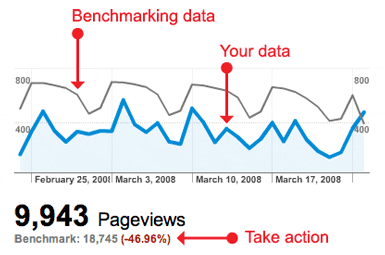 Benchmarking data
Your data
800 800
400 400
February 25, 2008 March 3, 2008 March 10, 2008 March 17, 2008
9,943 Pageviews
Benchmark: 18,745 (-46.96%) Take action